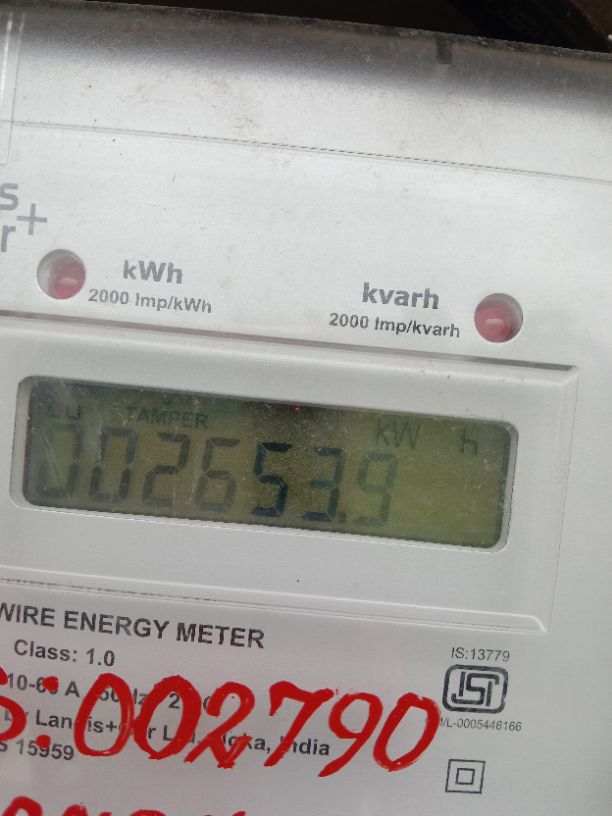 s+
r
kWh
2000 Imp/kWh
kvarh
2000 Imp/kvarh
TAMPER kW h
002653.9
WIRE ENERGY METER
Class: 1.0
IS:13779
ISI
M/L-0005446166
S:002790
15959
India